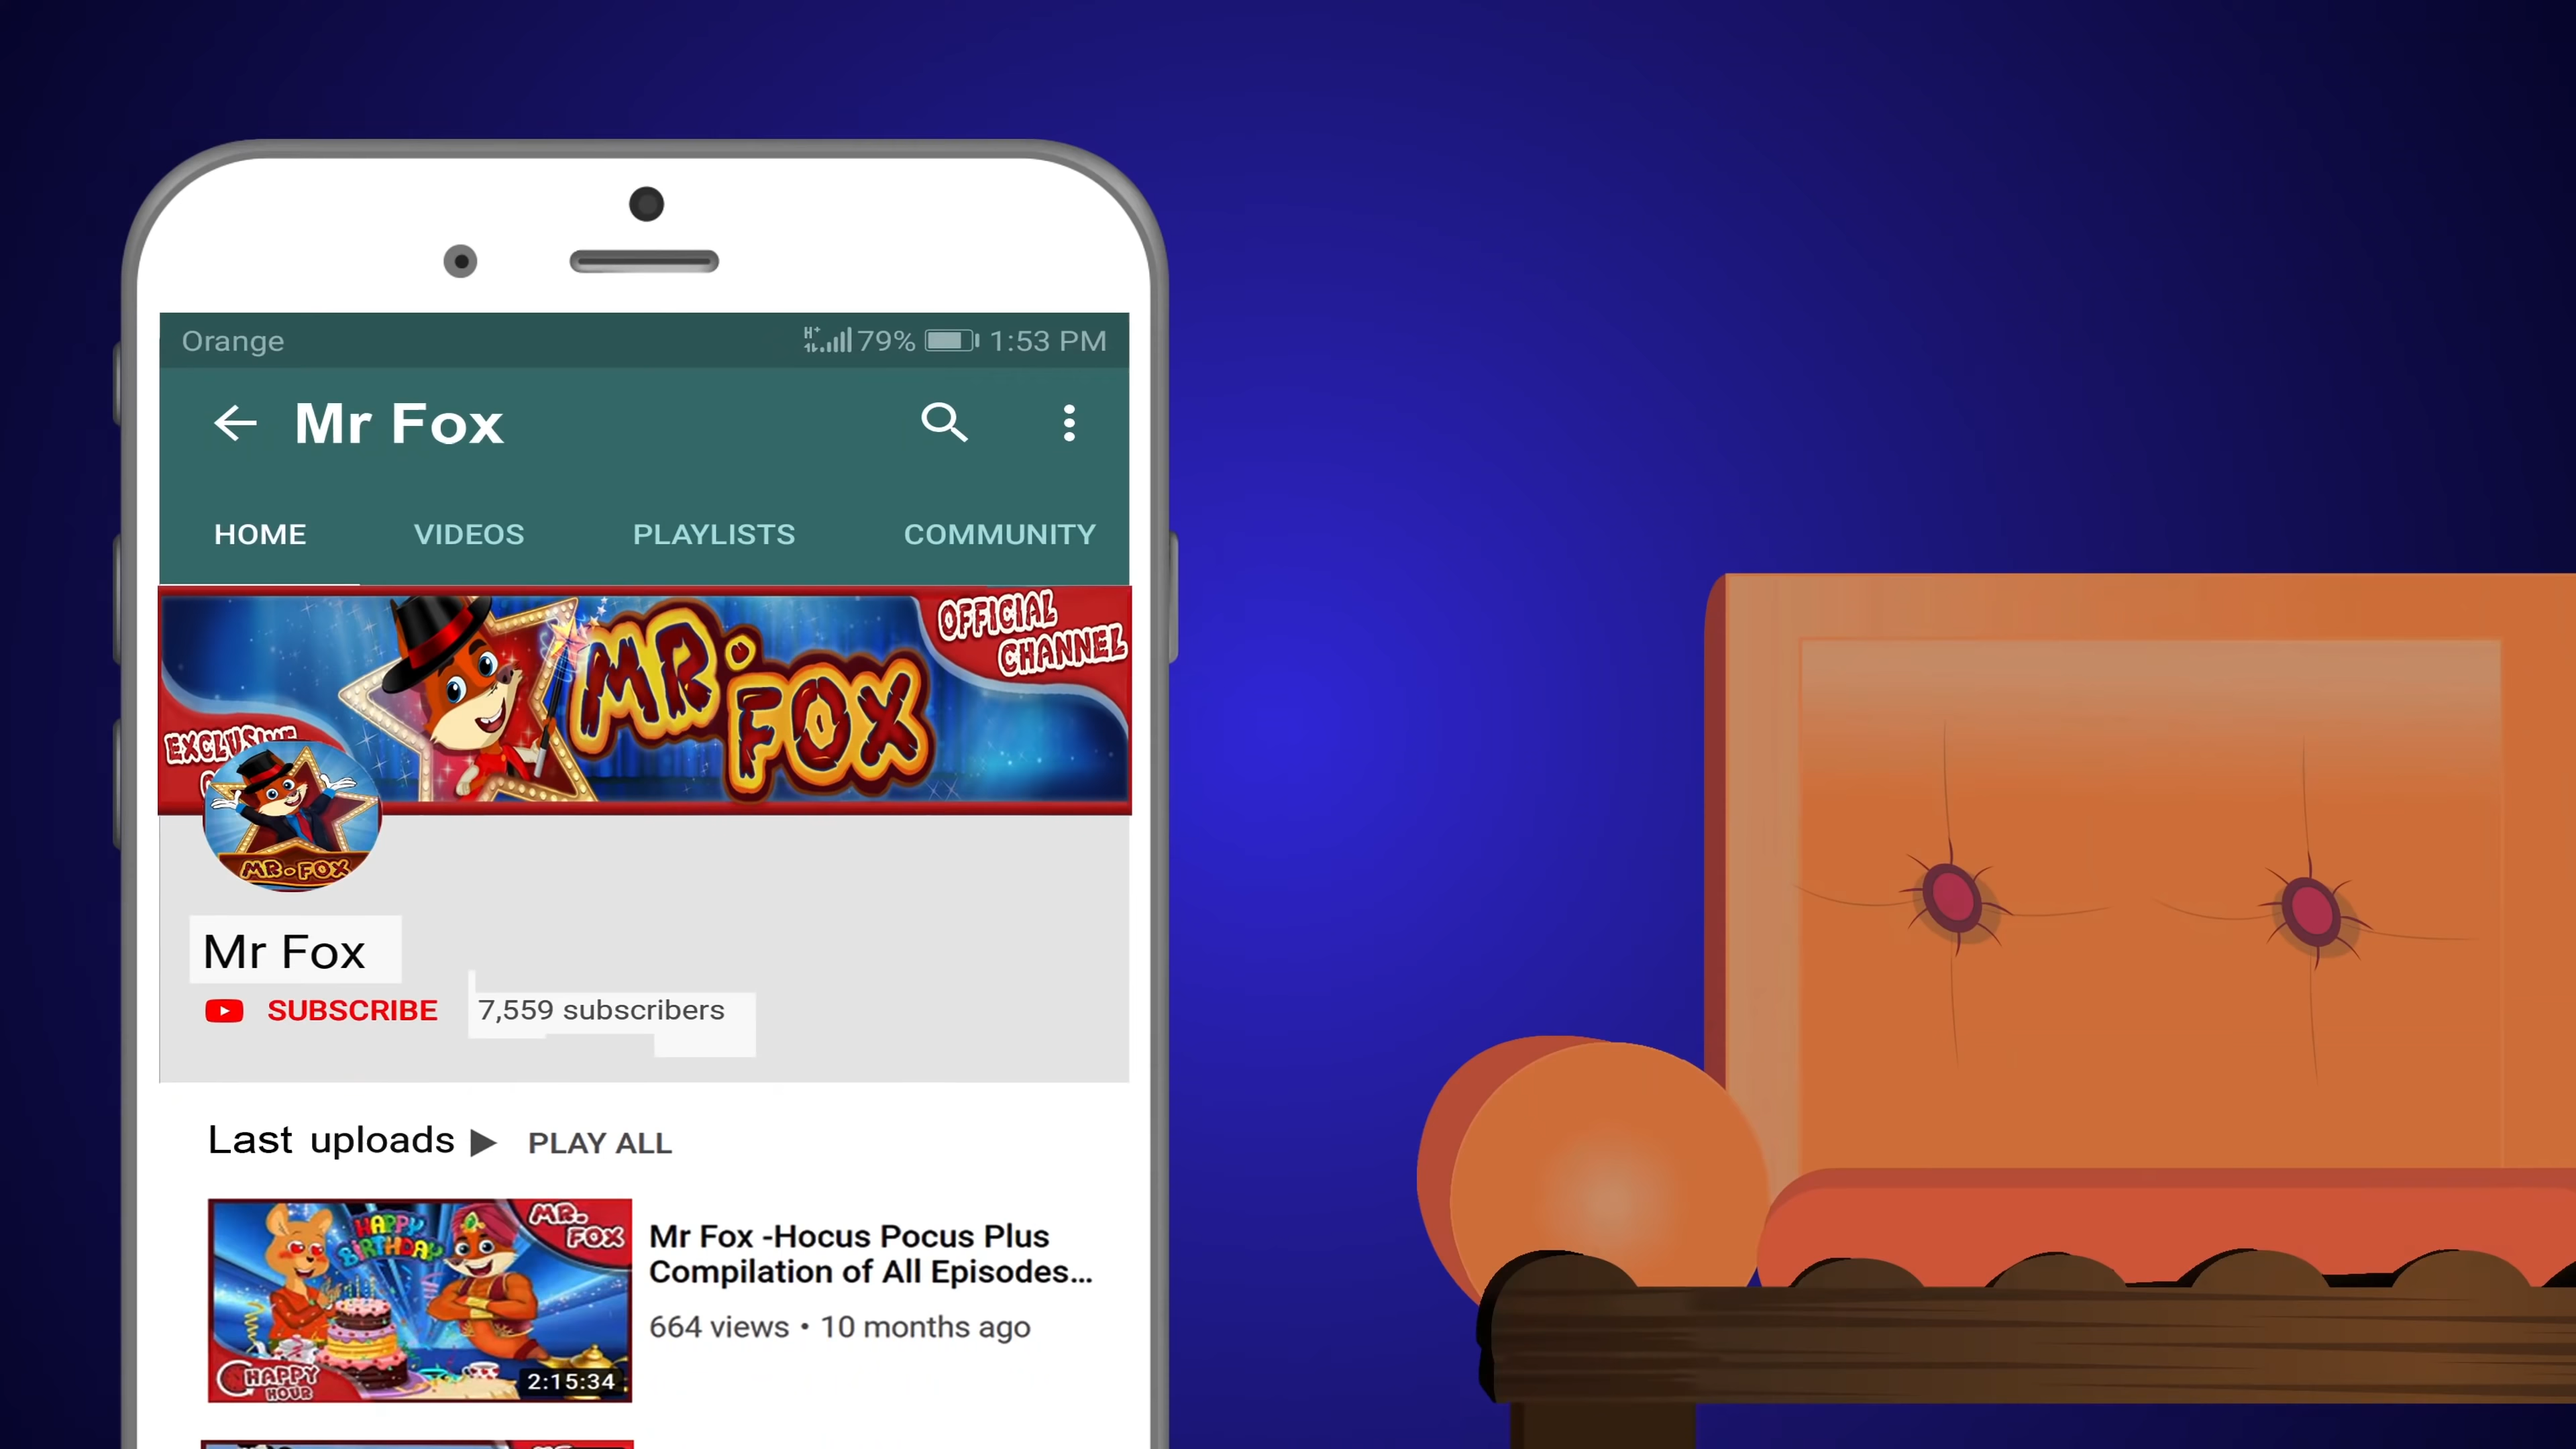 Orange H+ 79% 1:53 PM
Mr Fox
HOME VIDEOS PLAYLISTS COMMUNITY
OFFICIAL
CHANNEL
MR.
FOX
EXCLUSIVE
MR. FOX
Mr Fox
SUBSCRIBE 7,559 subscribers
Last uploads PLAY ALL
MR.
FOX
HAPPY
BIRTHDAY
HAPPY
HOUR
2:15:34
Mr Fox -Hocus Pocus Plus
Compilation of All Episodes...
664 views • 10 months ago